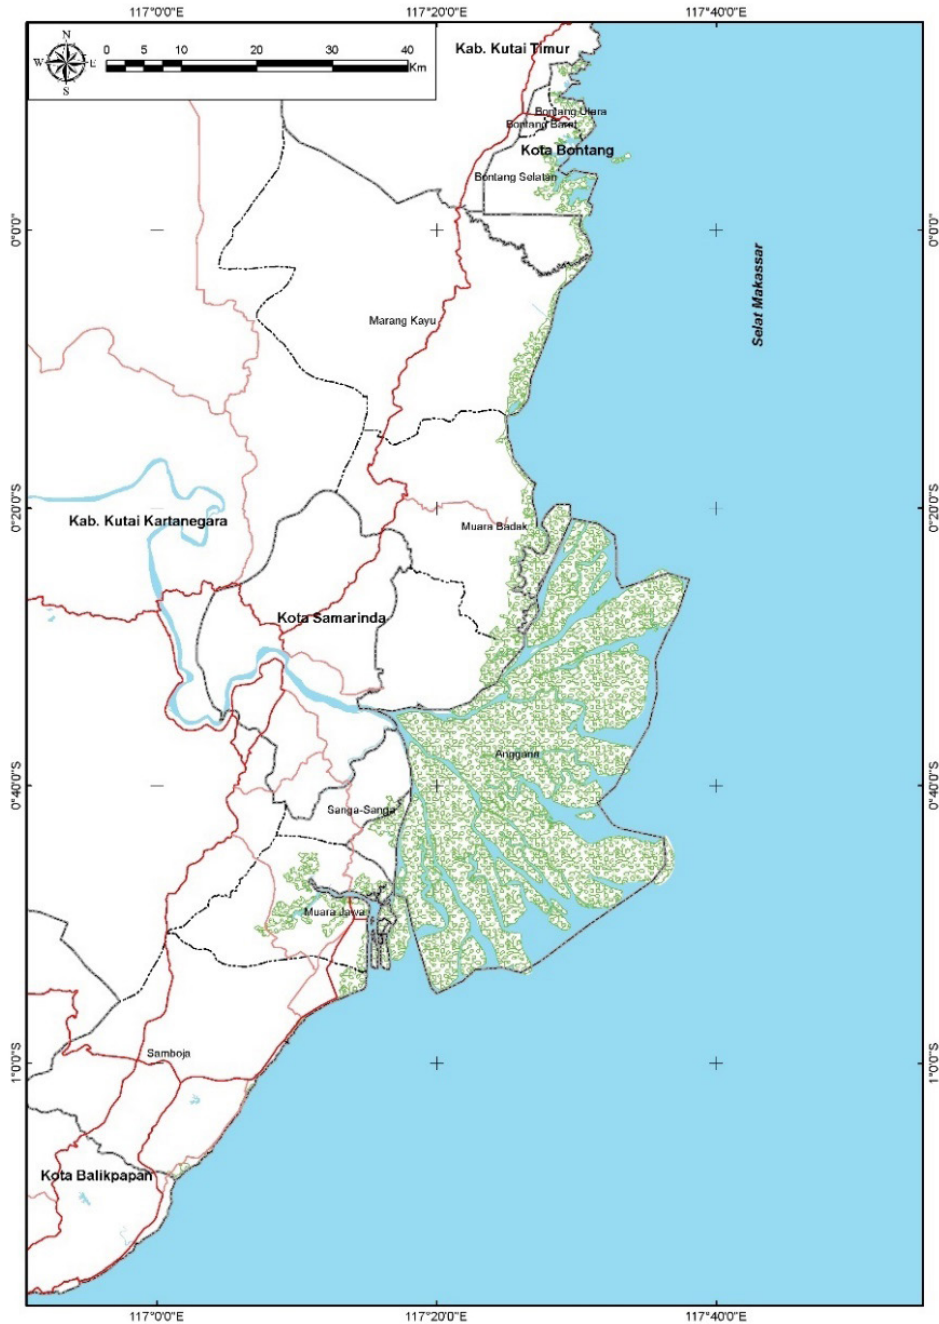 117°0'0"E
117°20'0"E
117°40'0"E
N
W E
S
0 5 10 20 30 40
Km
Kab. Kutai Timur
Bontang Utara
Bontang Barat
Kota Bontang
Bontang Selatan
0°0'0"
0°0'0"
Selat Makassar
Marang Kayu
0°20'0"S
0°20'0"S
Kab. Kutai Kartanegara
Muara Badak
Kota Samarinda
Anggana
0°40'0"S
0°40'0"S
Sanga-Sanga
Muara Jawa
Samboja
1°0'0"S
1°0'0"S
Kota Balikpapan
117°0'0"E
117°20'0"E
117°40'0"E